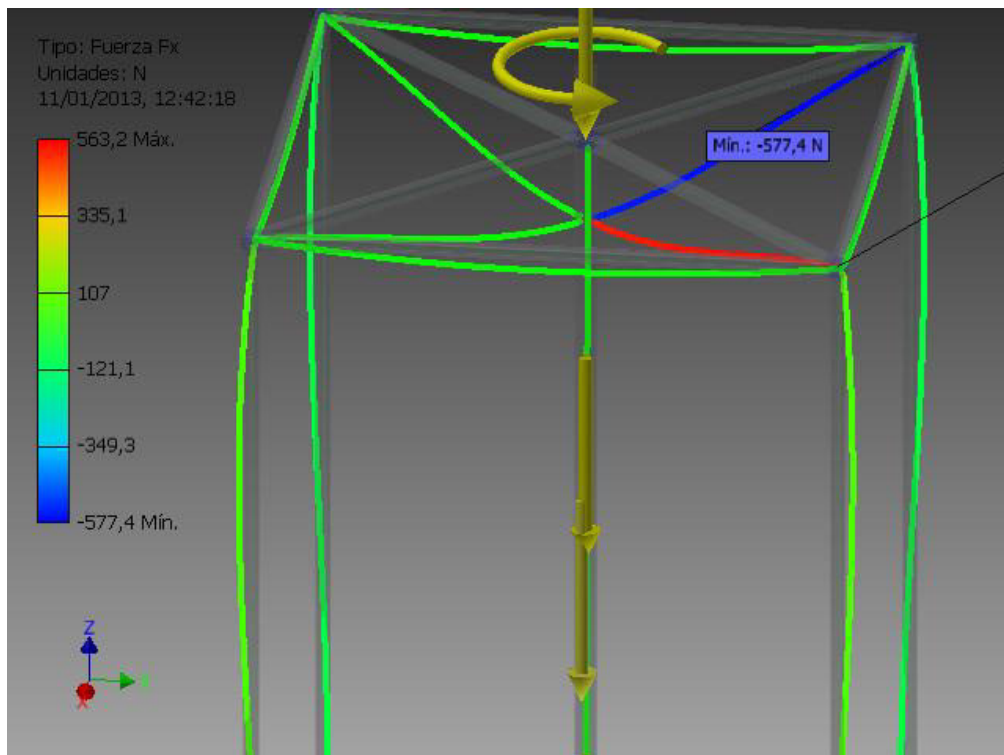 Tipo: Fuerza Fx
Unidades: N
11/01/2013, 12:42:18
563,2 Máx.
335,1
107
-121,1
-349,3
-577,4 Mín.
Mín.: -577,4 N
Z
X